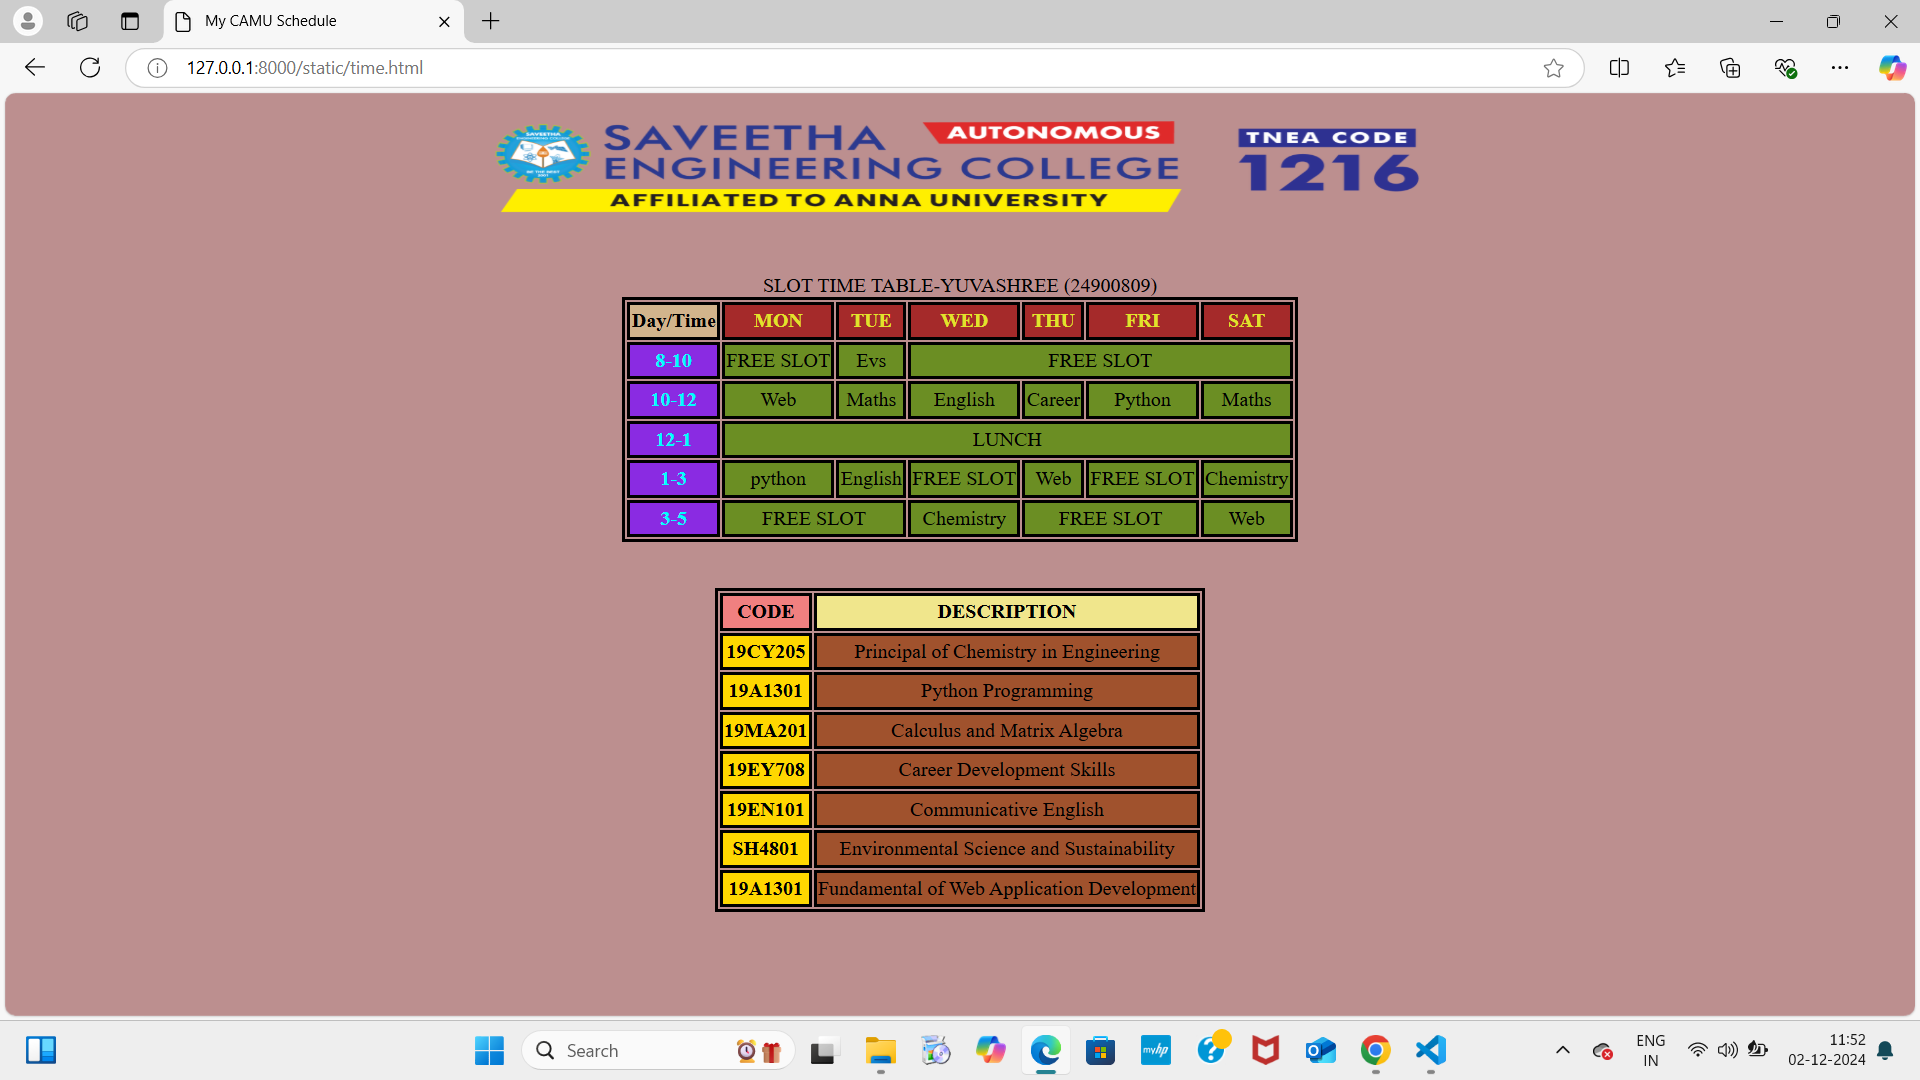 My CAMU Schedule
127.0.0.1:8000/static/time.html
SAVEETHA AUTONOMOUS
ENGINEERING COLLEGE
AFFILIATED TO ANNA UNIVERSITY
TNEA CODE
1216
SLOT TIME TABLE-YUVASHREE (24900809)
Day/Time MON TUE WED THU FRI SAT
8-10 FREE SLOT Evs FREE SLOT
10-12 Web Maths English Career Python Maths
12-1 LUNCH
1-3 python English FREE SLOT Web FREE SLOT Chemistry
3-5 FREE SLOT Chemistry FREE SLOT Web
CODE DESCRIPTION
19CY205 Principal of Chemistry in Engineering
19A1301 Python Programming
19MA201 Calculus and Matrix Algebra
19EY708 Career Development Skills
19EN101 Communicative English
SH4801 Environmental Science and Sustainability
19A1301 Fundamental of Web Application Development
Search
myhp
ENG
IN
11:52
02-12-2024